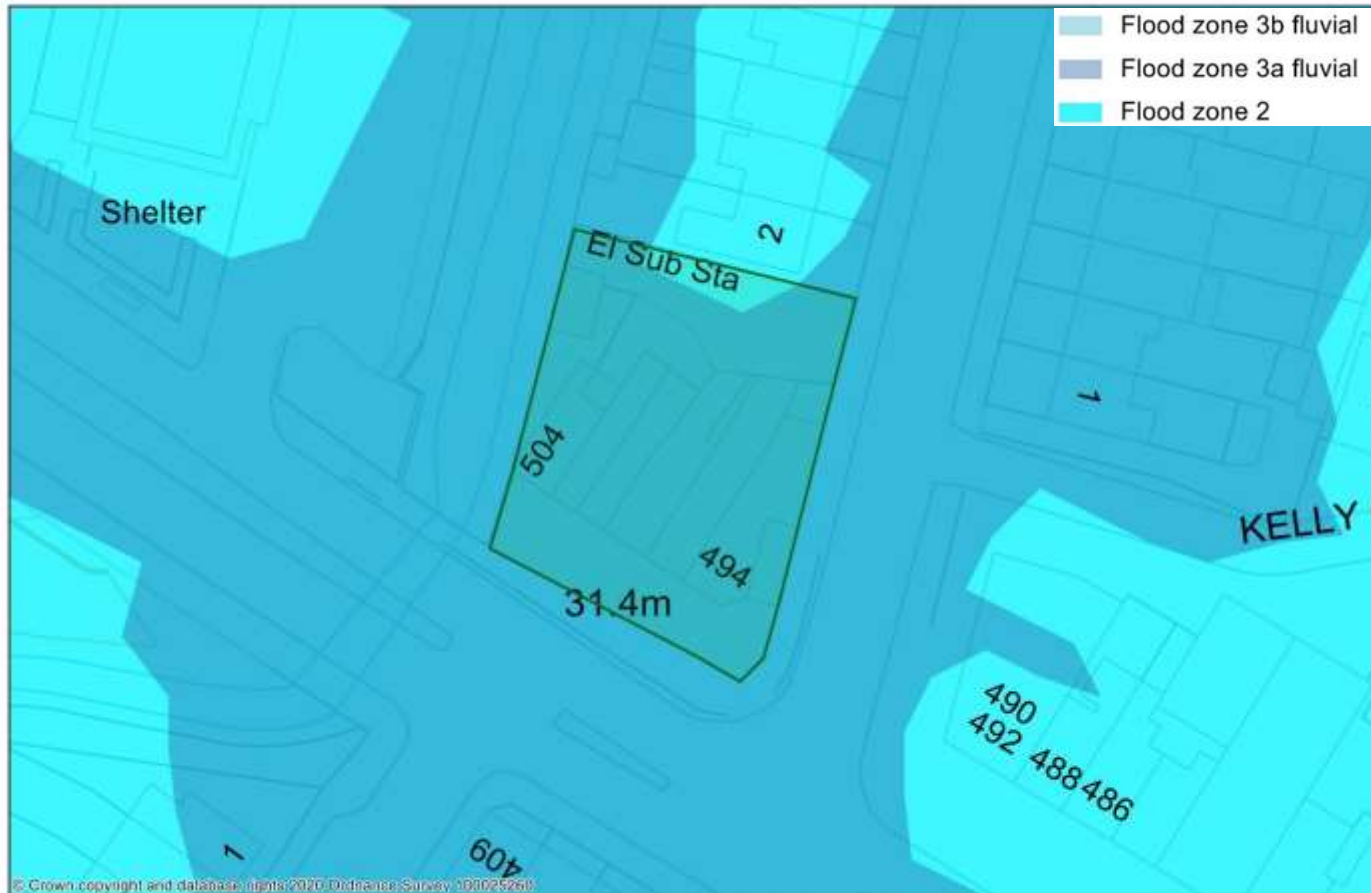 Flood zone 3b fluvial
Flood zone 3a fluvial
Flood zone 2
Shelter
2
El Sub Sta
1
504
KELLY
494
31.4m
490
492
488
486
1
409
© Crown copyright and database rights 2020 Ordnance Survey 100025260